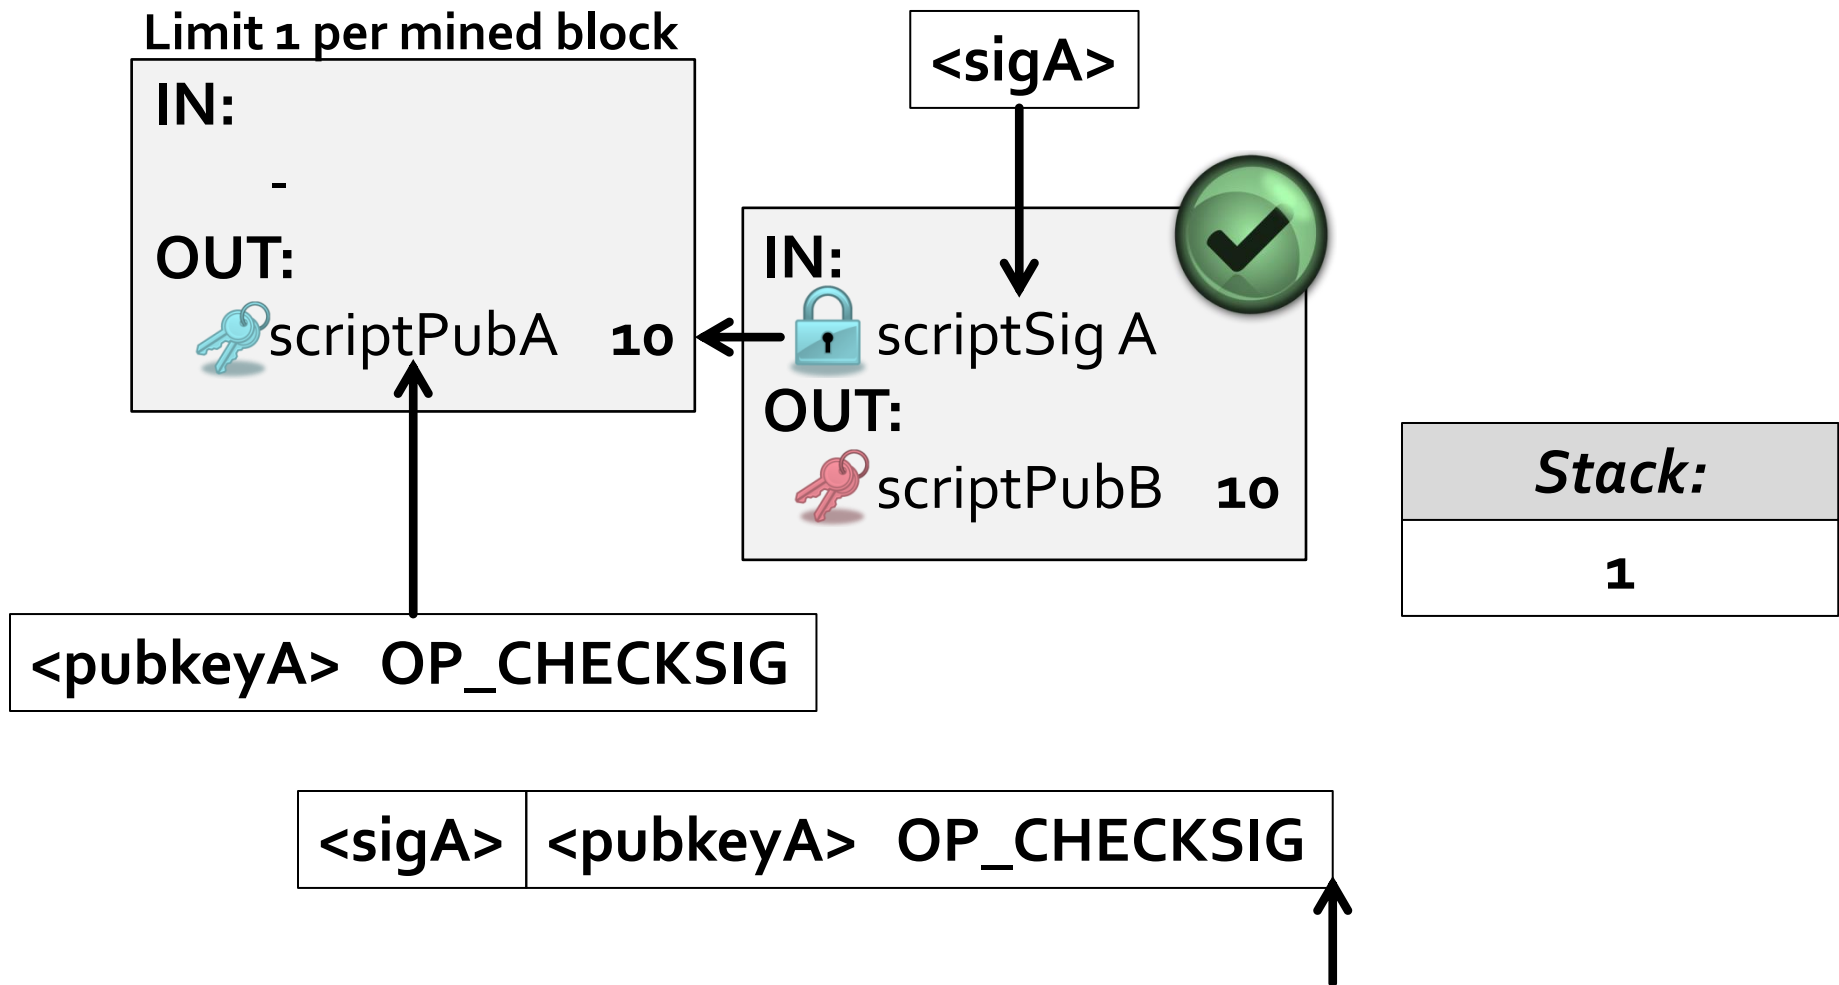 Limit 1 per mined block
IN:
-
OUT:
scriptPubA 10
<sigA>
IN:
scriptSig A
OUT:
scriptPubB 10
Stack:
1
<pubkeyA> OP_CHECKSIG
<sigA> <pubkeyA> OP_CHECKSIG